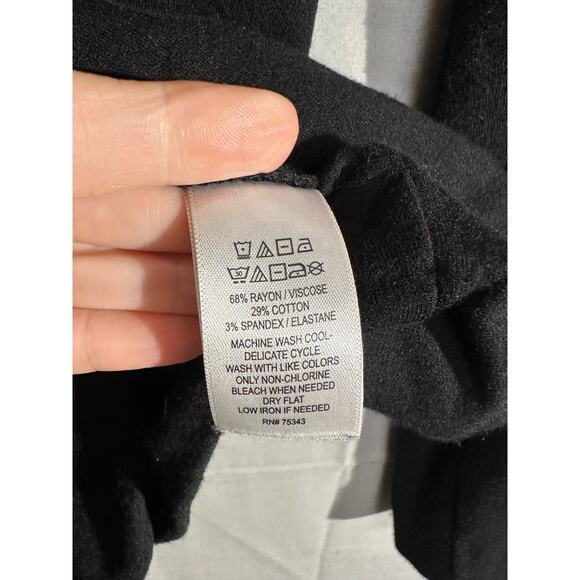 30
68% RAYON / VISCOSE
29% COTTON
3% SPANDEX / ELASTANE
MACHINE WASH COOL-
DELICATE CYCLE
WASH WITH LIKE COLORS
ONLY NON-CHLORINE
BLEACH WHEN NEEDED
DRY FLAT
LOW IRON IF NEEDED
RN# 75343